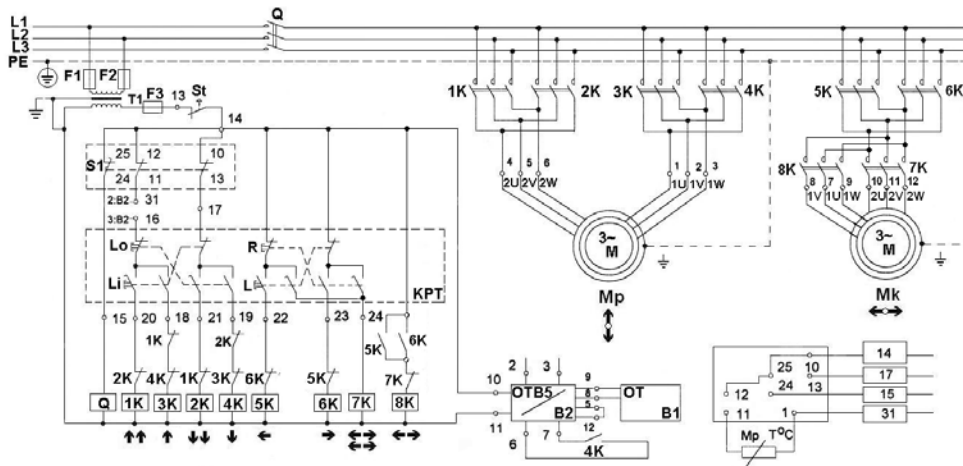 L1
L2
L3
PE
Q
F1 F2
T1 F3 13 St
14
1K 2K 3K 4K 5K 6K
8K 7K
4 5 6
2U 2V 2W
1 2 3
1U 1V 1W
8 7 9 10 11 12
1V 1U 1W 2U 2V 2W
3~
M
3~
M
Mp
Mk
S1 25 12 10
24 11 13
2:B2 31 17
3:B2 16
Lo R
Li L KPT
15 20 18 21 19 22 23 24
1K 2K 5K 6K
2K 4K 1K 3K 6K 5K 7K
Q 1K 3K 2K 4K 5K 6K 7K 8K
2 3
10 OTB5 9 OT
8
5
11 B2 B1
6 7 12
4K
25 10 14
24 13 17
12 15
11 1 31
Mp T°C